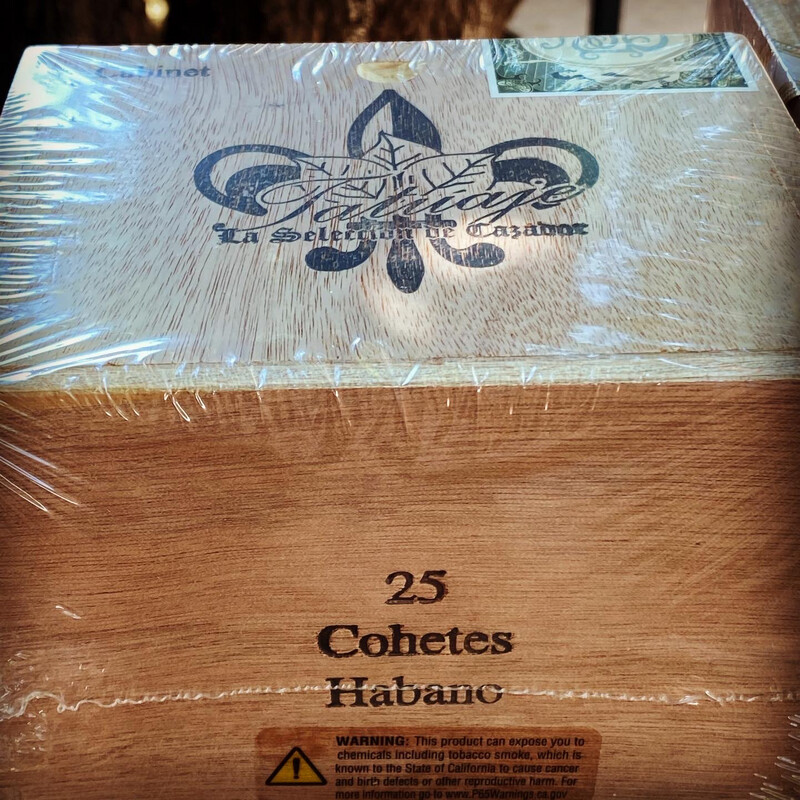 Cabinet
Tatuaje
La Selección de Cazador
25
Cohetes
Habano
WARNING: This product can expose you to
chemicals including tobacco smoke, which is
known to the State of California to cause cancer
and birth defects or other reproductive harm. For
more information go to www.P65Warnings.ca.gov